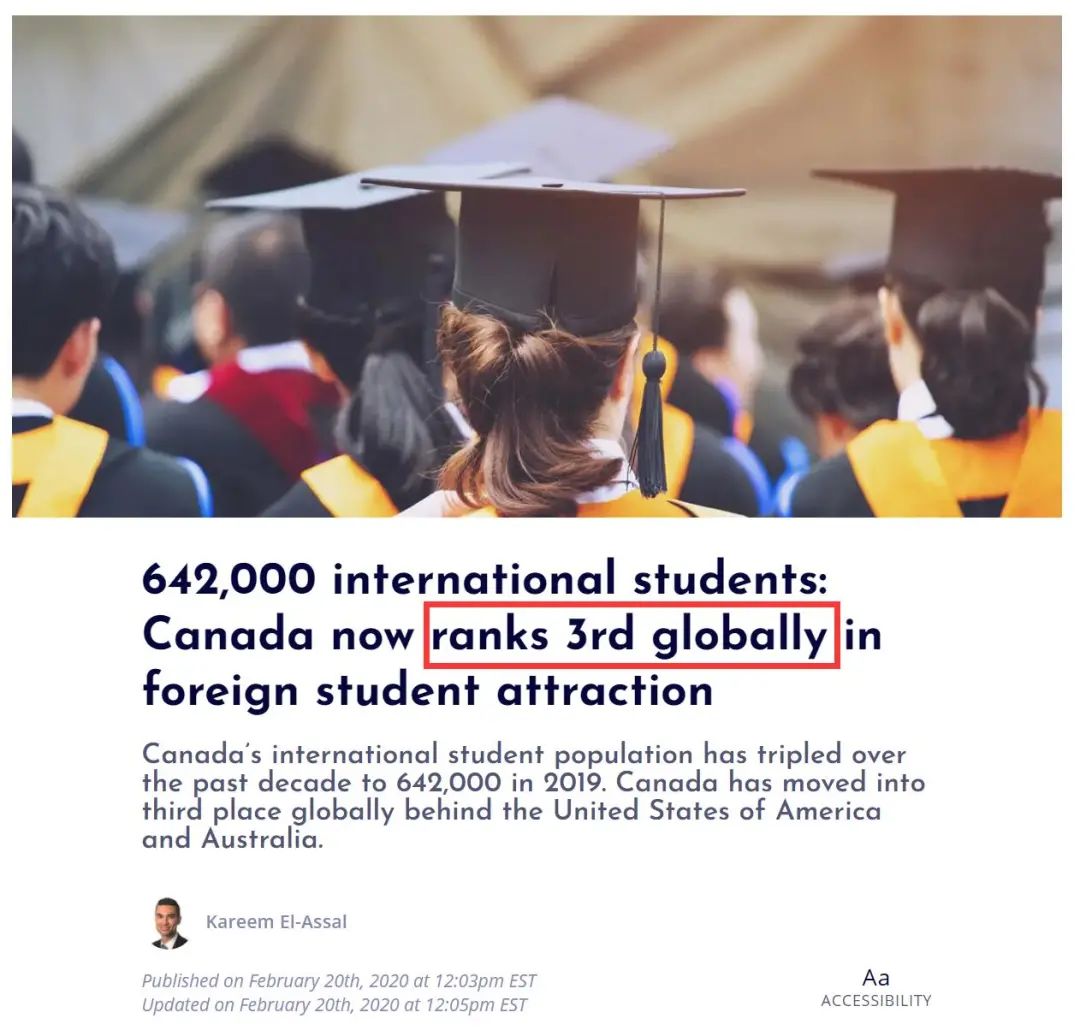 642,000 international students:
Canada now ranks 3rd globally in
foreign student attraction
Canada's international student population has tripled over
the past decade to 642,000 in 2019. Canada has moved into
third place globally behind the United States of America
and Australia.
Kareem El-Assal
Published on February 20th, 2020 at 12:03pm EST
Updated on February 20th, 2020 at 12:05pm EST
Aa
ACCESSIBILITY